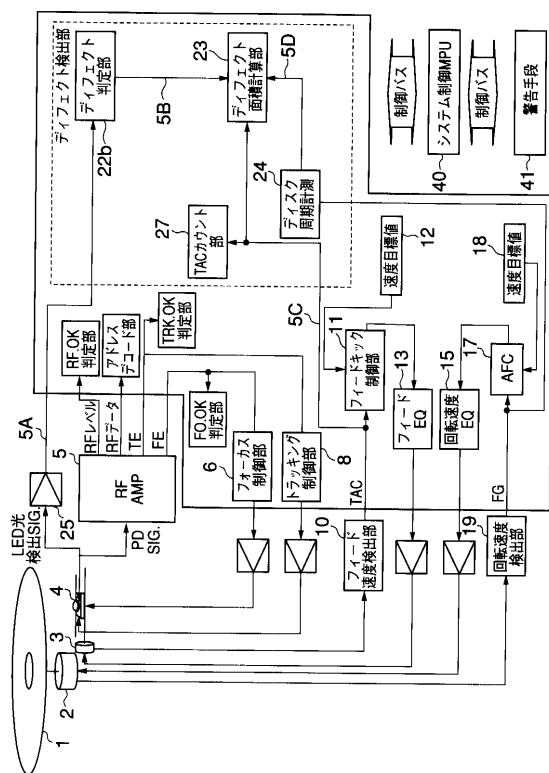 ディフェクト検出部
ディフェクト
判定部
22b
5B
23
ディフェクト
面積計算部
5D
27
TACカウント
部
24
ディスク
周期計測
制御バス
システム制御MPU
40
制御バス
警告手段
41
5A
RF.OK
判定部
アドレス
デコード部
TRK.OK
判定部
RFレベル
RFデータ
TE
FE
5
RF
AMP
LED光
検出SIG.
25
PD
SIG.
FO.OK
判定部
6
フォーカス
制御部
8
トラッキング
制御部
5C
11
フィードキック
制御部
12
速度目標値
13
フィード
EQ
15
回転速度
EQ
17
AFC
18
速度目標値
TAC
10
フィード
速度検出部
FG
19
回転速度
検出部
1
2
3
4